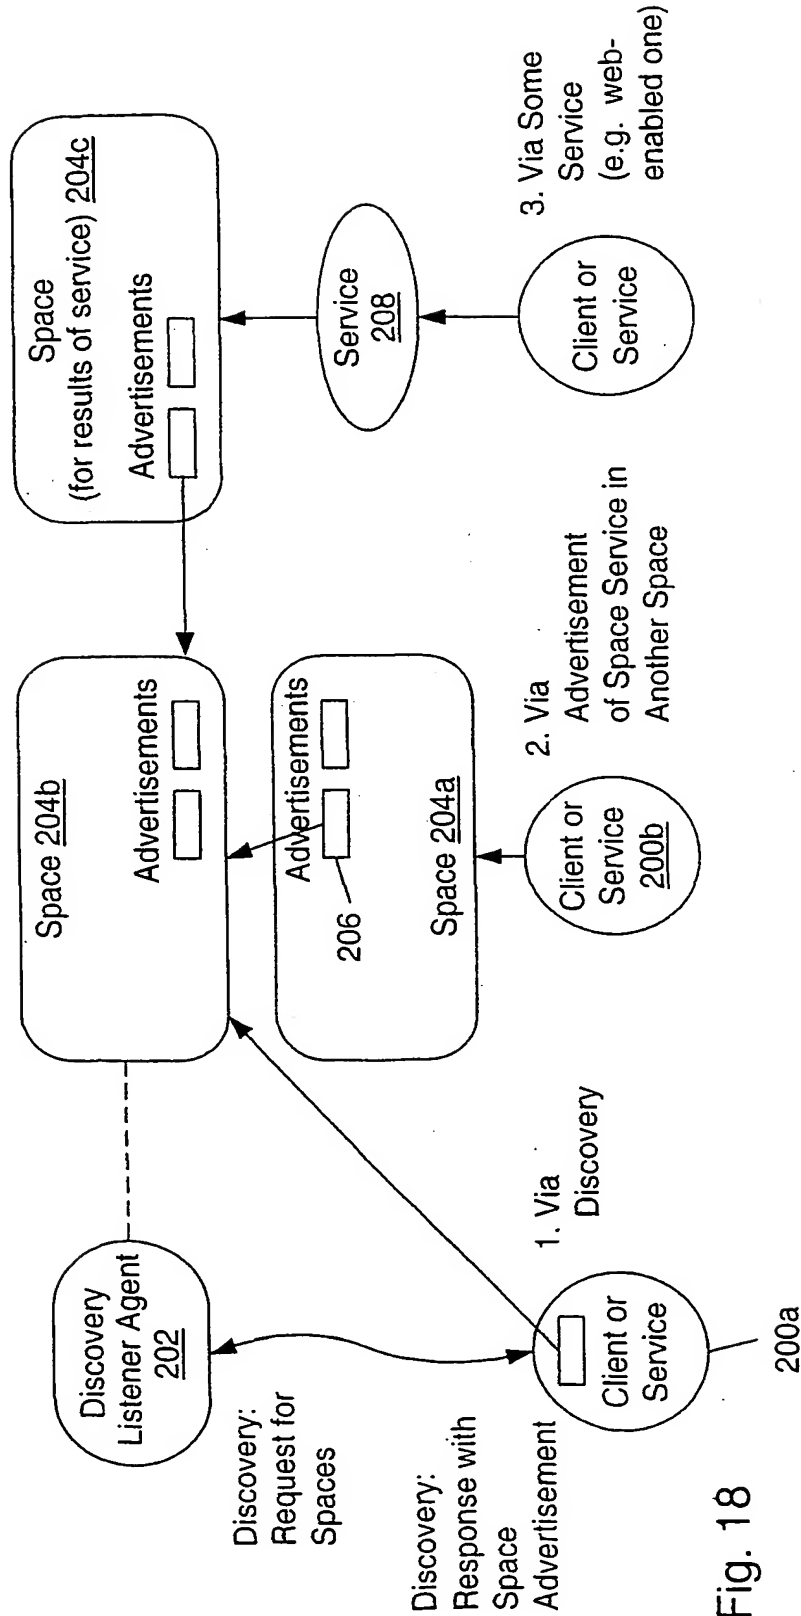 Discovery
Listener Agent
202
Discovery:
Request for
Spaces
Discovery:
Response with
Space
Advertisement
Client or
Service
200a
1. Via
Discovery
Space 204b
Advertisements
Advertisements
206
Space 204a
Client or
Service
200b
2. Via
Advertisement
of Space Service in
Another Space
Space
(for results of service) 204c
Advertisements
Service
208
Client or
Service
3. Via Some
Service
(e.g. web-
enabled one)
Fig. 18